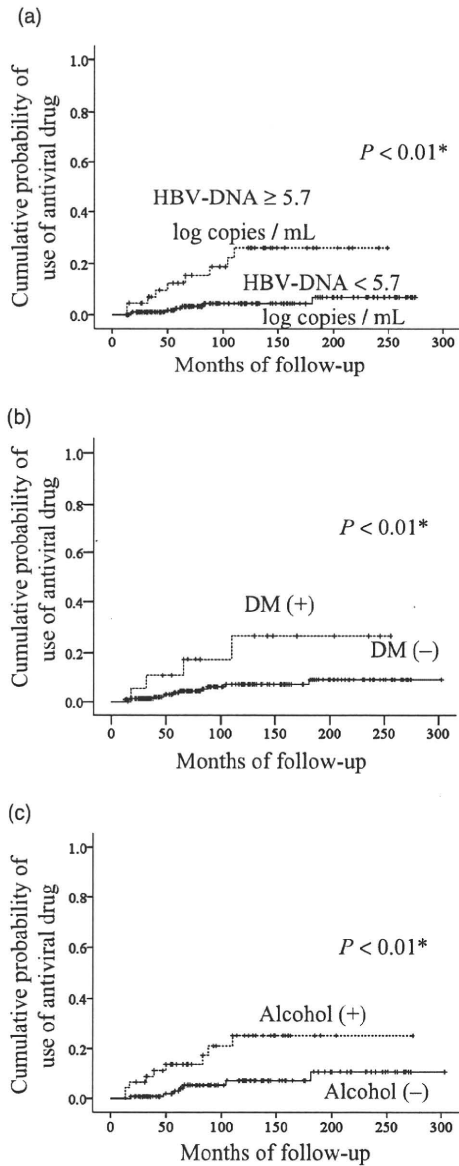 (a)
Cumulative probability of
use of antiviral drug
1.0
0.8
0.6
0.4
0.2
0.0
P < 0.01*
HBV-DNA ≥ 5.7
log copies / mL
HBV-DNA < 5.7
log copies / mL
0 50 100 150 200 250 300
Months of follow-up
(b)
Cumulative probability of
use of antiviral drug
1.0
0.8
0.6
0.4
0.2
0.0
P < 0.01*
DM (+)
DM (–)
0 50 100 150 200 250 300
Months of follow-up
(c)
Cumulative probability of
use of antiviral drug
1.0
0.8
0.6
0.4
0.2
0.0
P < 0.01*
Alcohol (+)
Alcohol (–)
0 50 100 150 200 250 300
Months of follow-up